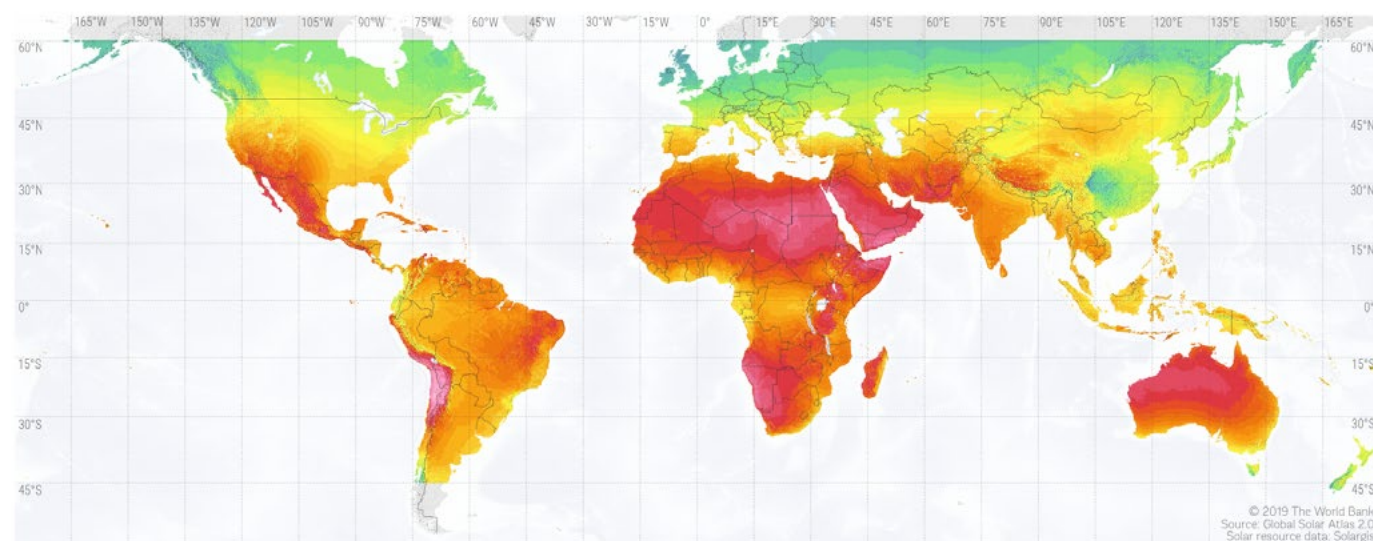 165°W 150°W 135°W 120°W 105°W 90°W 75°W 60°W 45°W 30°W 15°W 0° 15°E 30°E 45°E 60°E 75°E 90°E 105°E 120°E 135°E 150°E 165°E
60°N 60°N
45°N 45°N
30°N 30°N
15°N 15°N
0° 0°
15°S 15°S
30°S 30°S
45°S 45°S
© 2019 The World Bank
Source: Global Solar Atlas 2.0
Solar resource data: Solargis